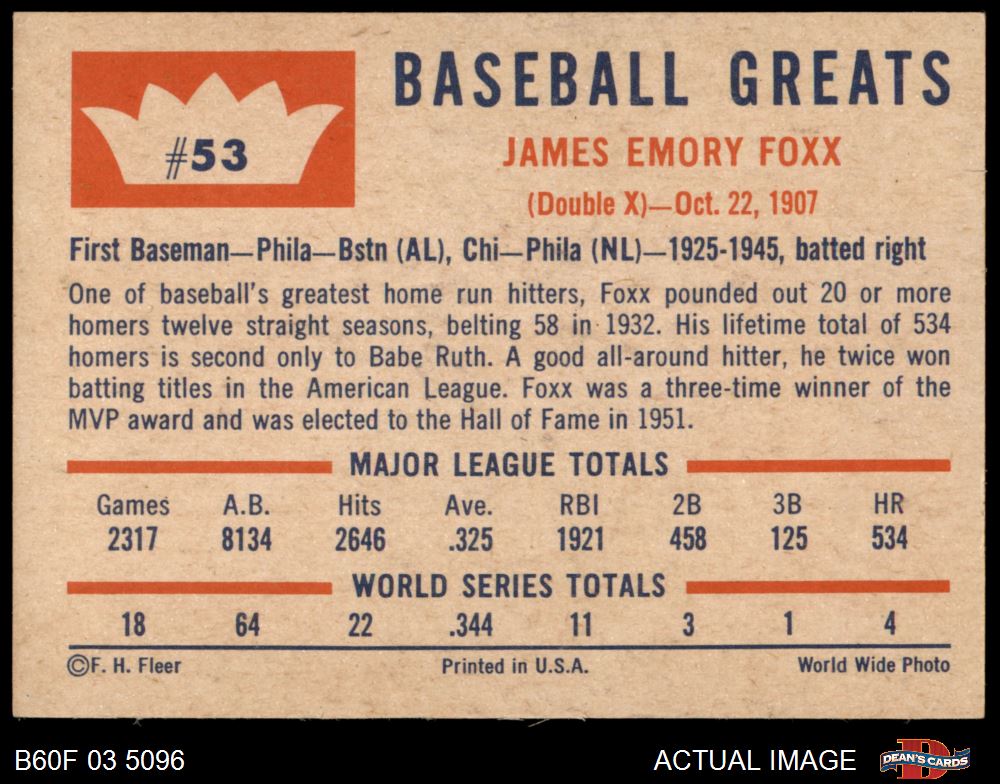 #53
BASEBALL GREATS
JAMES EMORY FOXX
(Double X)—Oct. 22, 1907
First Baseman—Phila—Bstn (AL), Chi—Phila (NL)—1925-1945, batted right
One of baseball's greatest home run hitters, Foxx pounded out 20 or more
homers twelve straight seasons, belting 58 in 1932. His lifetime total of 534
homers is second only to Babe Ruth. A good all-around hitter, he twice won
batting titles in the American League. Foxx was a three-time winner of the
MVP award and was elected to the Hall of Fame in 1951.
MAJOR LEAGUE TOTALS
Games A.B. Hits Ave. RBI 2B 3B HR
2317 8134 2646 .325 1921 458 125 534
WORLD SERIES TOTALS
18 64 22 .344 11 3 1 4
©F. H. Fleer Printed in U.S.A. World Wide Photo
B60F 03 5096 ACTUAL IMAGE DEAN'S CARDS